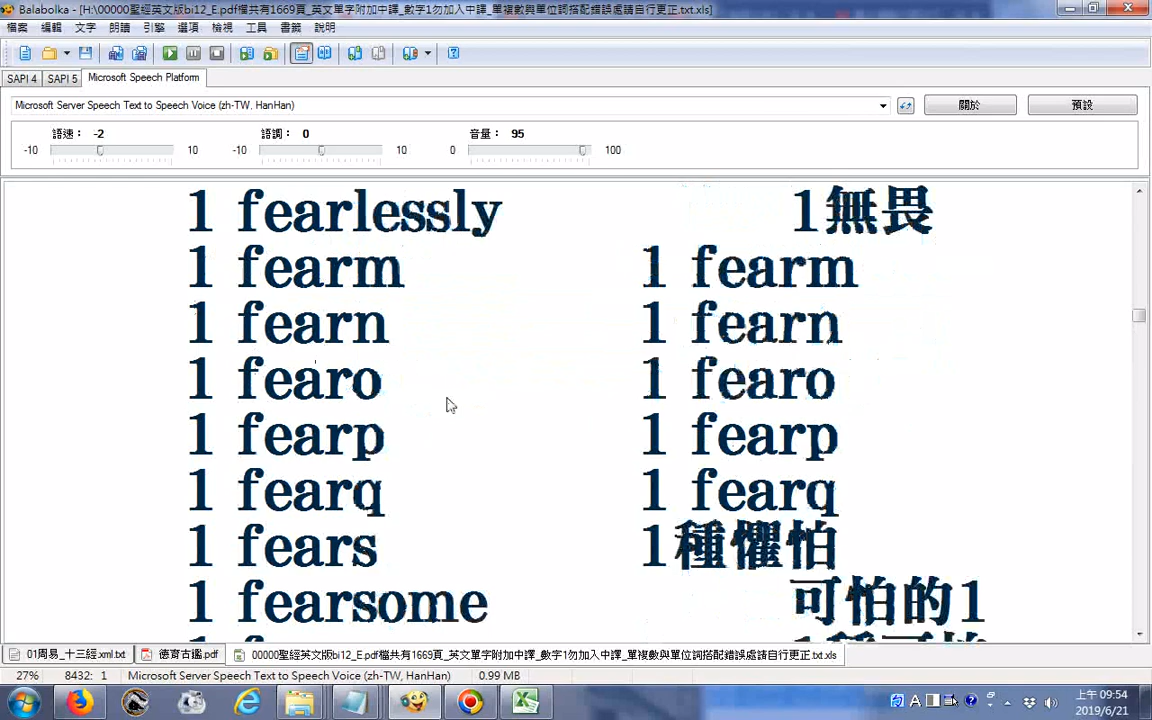 Balabolka - [H:\00000聖經英文版bi12_E.pdf檔共有1669頁_英文單字附加中譯_數字1勿加入中譯_單複數與單位詞搭配錯誤處請自行更正.txt.xls]
檔案 編輯 文字 朗讀 引擎 選項 檢視 工具 書籤 說明
SAPI 4 SAPI 5 Microsoft Speech Platform
Microsoft Server Speech Text to Speech Voice (zh-TW, HanHan) 關於 預設
語速： -2 語調： 0 音量： 95
-10 10 -10 10 0 100
1 fearlessly 1無畏
1 fearm 1 fearm
1 fearn 1 fearn
1 fearo 1 fearo
1 fearp 1 fearp
1 fearq 1 fearq
1 fears 1種懼怕
1 fearsome 可怕的1
01周易_十三經.xml.txt 德育古鑑.pdf 00000聖經英文版bi12_E.pdf檔共有1669頁_英文單字附加中譯_數字1勿加入中譯_單複數與單位詞搭配錯誤處請自行更正.txt.xls
27% 8432: 1 Microsoft Server Speech Text to Speech Voice (zh-TW, HanHan) 0.99 MB
上午 09:54
2019/6/21